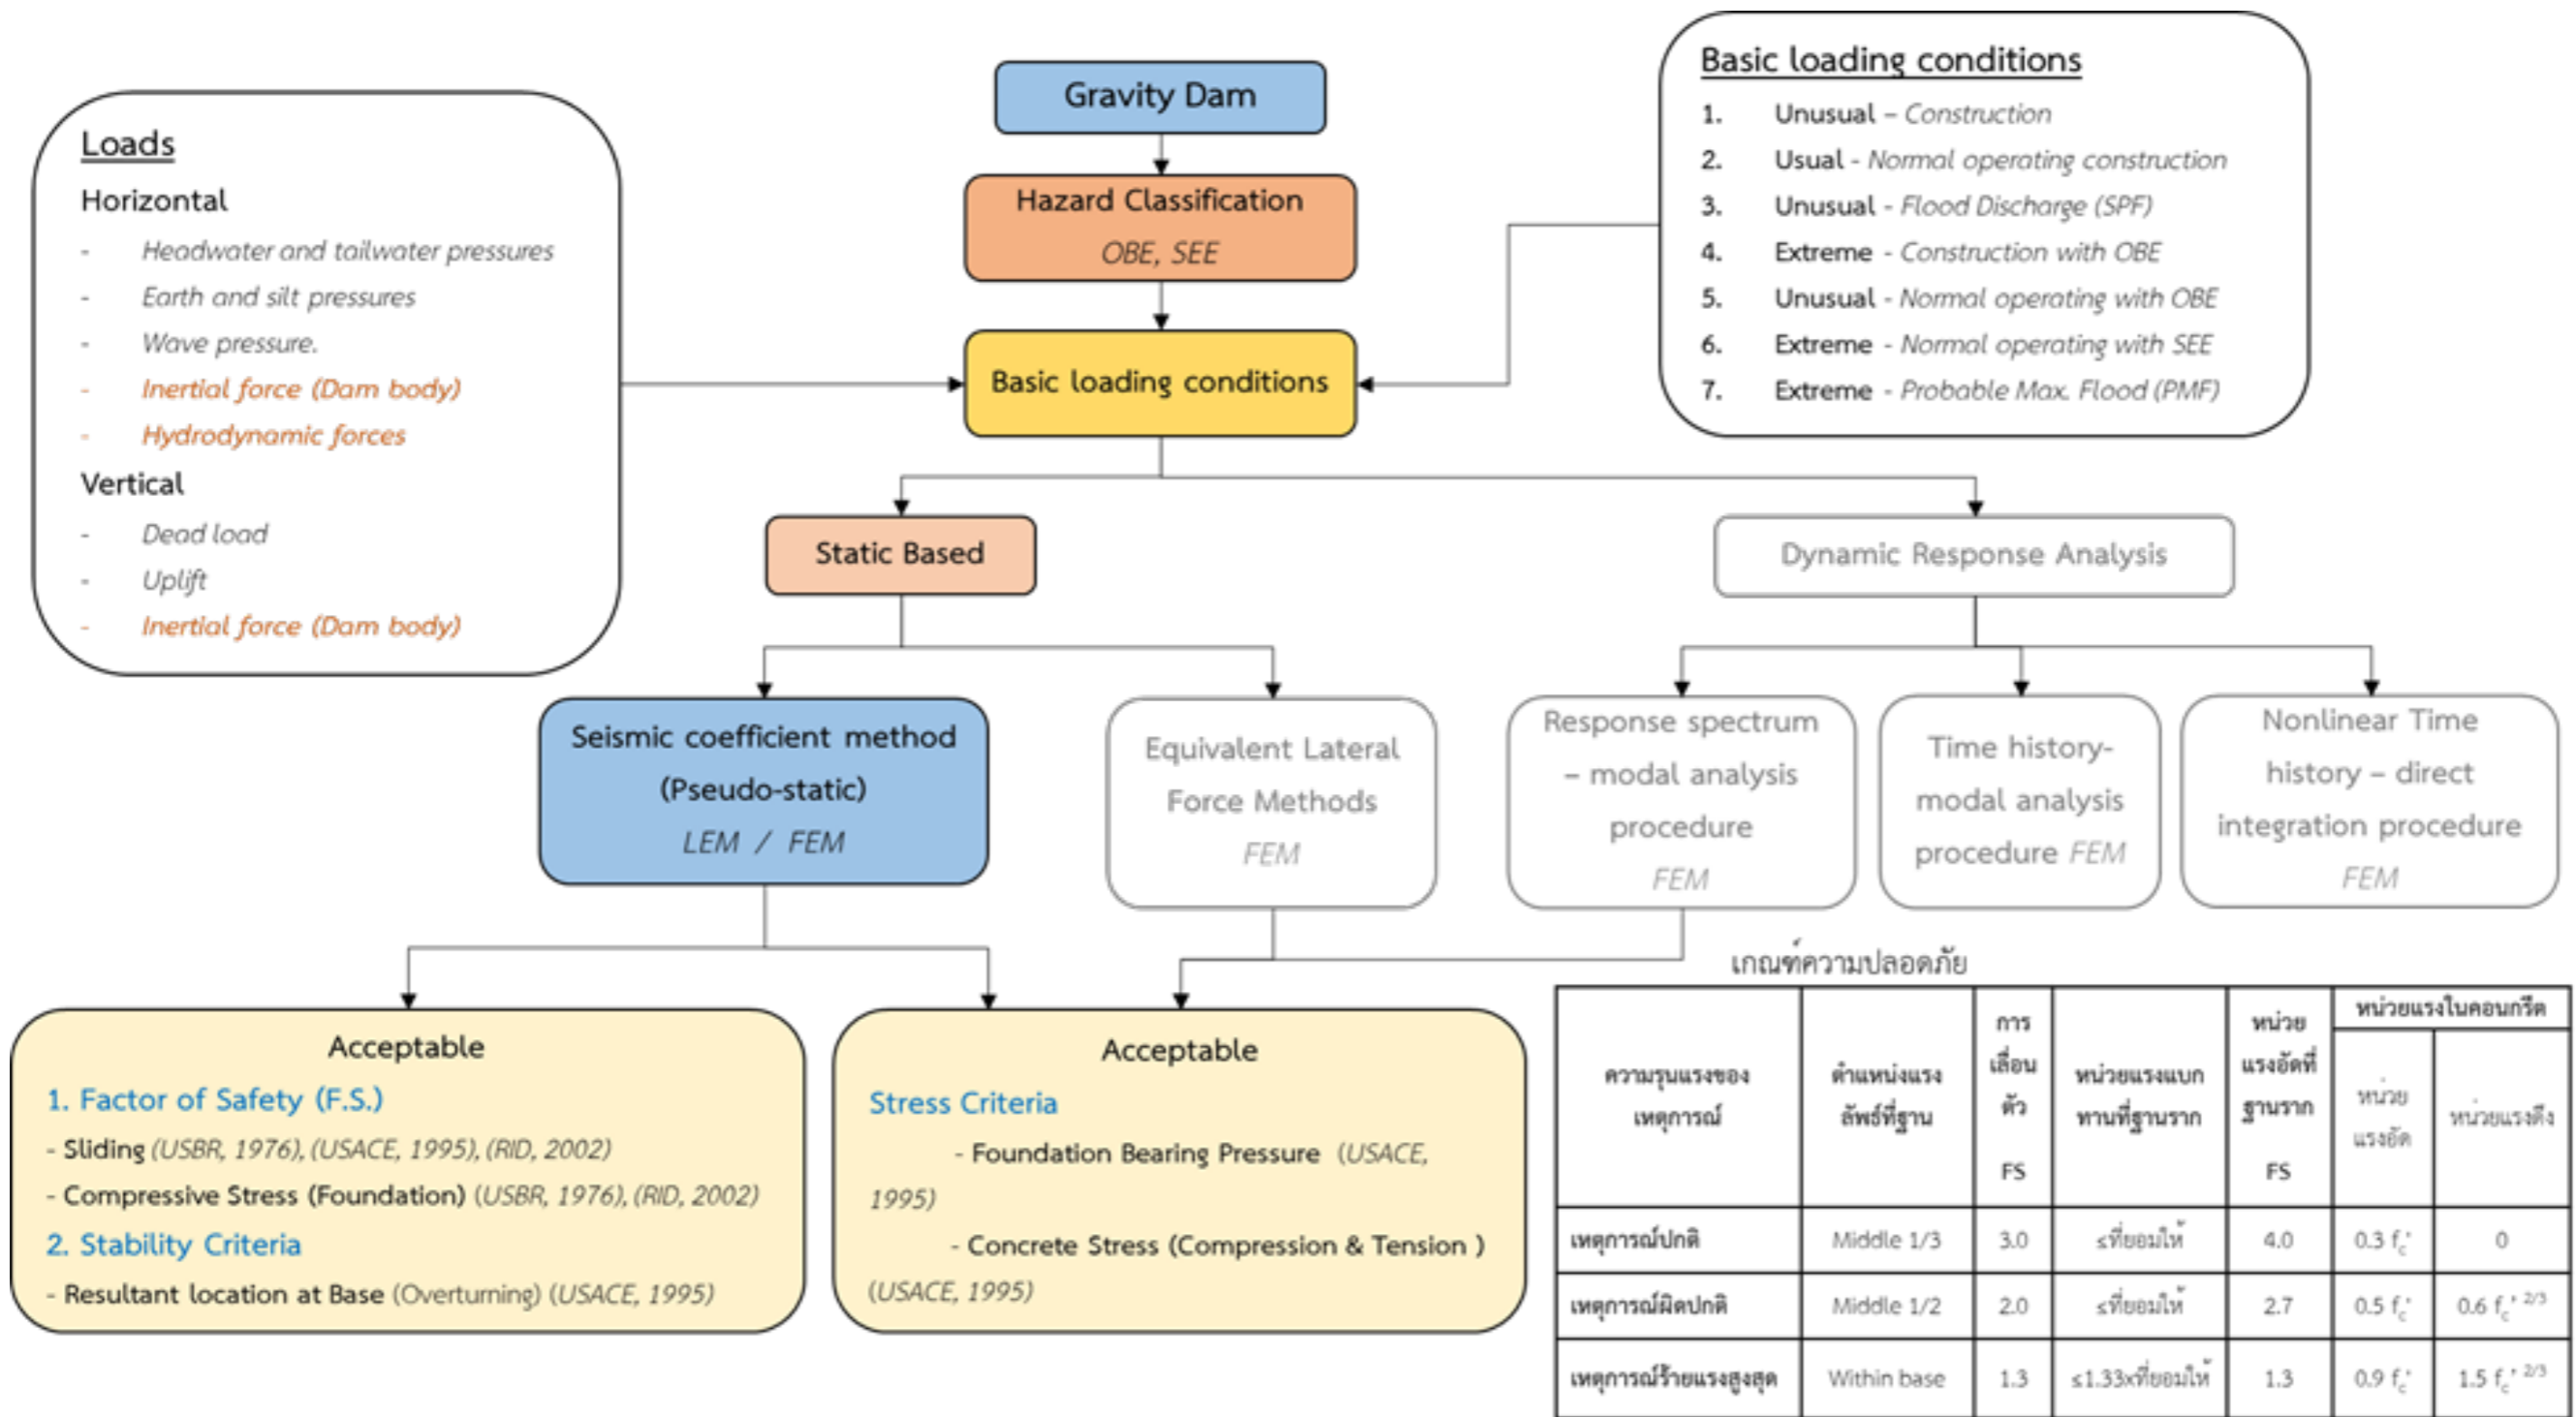 Gravity Dam
Hazard Classification
OBE, SEE
Basic loading conditions
Loads
Horizontal
- Headwater and tailwater pressures
- Earth and silt pressures
- Wave pressure.
- Inertial force (Dam body)
- Hydrodynamic forces
Vertical
- Dead load
- Uplift
- Inertial force (Dam body)
Basic loading conditions
1. Unusual – Construction
2. Usual - Normal operating construction
3. Unusual - Flood Discharge (SPF)
4. Extreme - Construction with OBE
5. Unusual - Normal operating with OBE
6. Extreme - Normal operating with SEE
7. Extreme - Probable Max. Flood (PMF)
Static Based
Dynamic Response Analysis
Seismic coefficient method
(Pseudo-static)
LEM / FEM
Equivalent Lateral
Force Methods
FEM
Response spectrum
– modal analysis
procedure
FEM
Time history-
modal analysis
procedure FEM
Nonlinear Time
history – direct
integration procedure
FEM
Acceptable
1. Factor of Safety (F.S.)
- Sliding (USBR, 1976), (USACE, 1995), (RID, 2002)
- Compressive Stress (Foundation) (USBR, 1976), (RID, 2002)
2. Stability Criteria
- Resultant location at Base (Overturning) (USACE, 1995)
Acceptable
Stress Criteria
- Foundation Bearing Pressure (USACE,
1995)
- Concrete Stress (Compression & Tension )
(USACE, 1995)
เกณฑ์ความปลอดภัย
ความรุนแรงของ
เหตุการณ์
ตำแหน่งแรง
ลัพธ์ที่ฐาน
การ
เลื่อน
ตัว
FS
หน่วยแรงแบก
ทานที่ฐานราก
หน่วย
แรงอัดที่
ฐานราก
FS
หน่วยแรงในคอนกรีต
หน่วย
แรงอัด
หน่วยแรงดึง
เหตุการณ์ปกติ Middle 1/3 3.0 ≤ที่ยอมให้ 4.0 0.3 fc' 0
เหตุการณ์ผิดปกติ Middle 1/2 2.0 ≤ที่ยอมให้ 2.7 0.5 fc' 0.6 fc' 2/3
เหตุการณ์ร้ายแรงสูงสุด Within base 1.3 ≤1.33xที่ยอมให้ 1.3 0.9 fc' 1.5 fc' 2/3